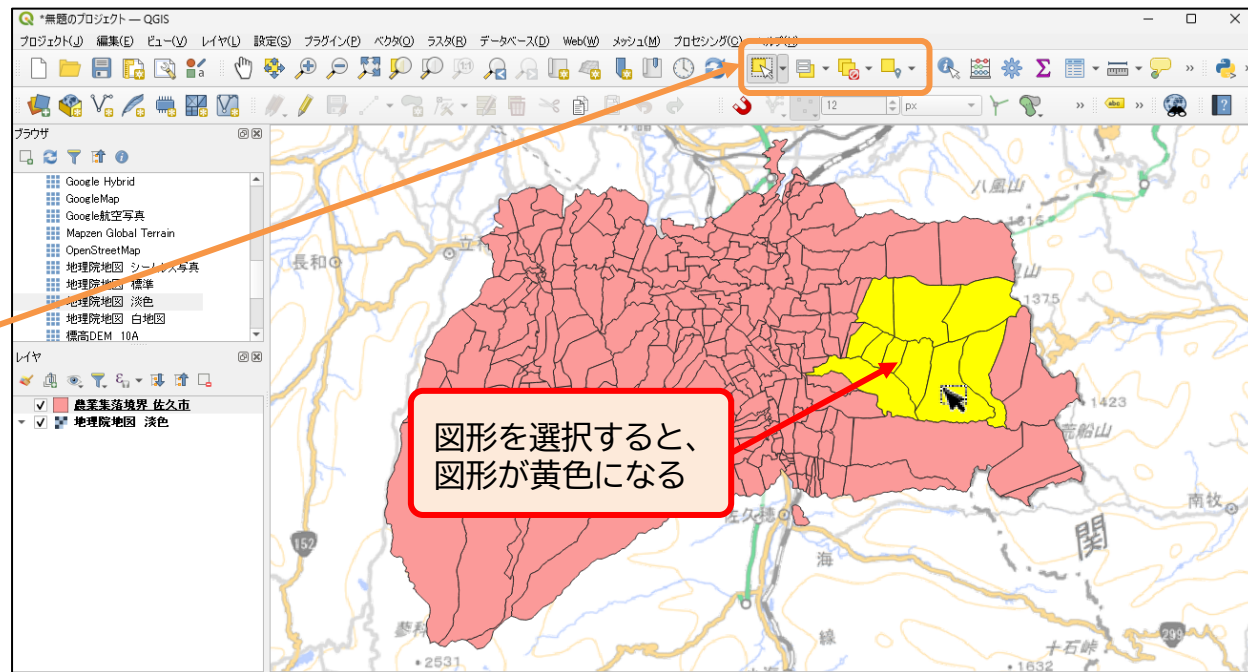 *無題のプロジェクト — QGIS
プロジェクト(J) 編集(E) ビュー(V) レイヤ(L) 設定(S) プラグイン(P) ベクタ(O) ラスタ(R) データベース(D) Web(W) メッシュ(M) プロセシング(C)
12 px
abc
ブラウザ
Google Hybrid
GoogleMap
Google航空写真
Mapzen Global Terrain
OpenStreetMap
地理院地図 シームレス写真
地理院地図 標準
地理院地図 淡色
地理院地図 白地図
標高DEM 10A
レイヤ
農業集落境界 佐久市
地理院地図 淡色
八風山
1315
長和
1375
1423
荒船山
図形を選択すると、
図形が黄色になる
佐久穂
南牧
関
152
海
蓼科
線
299
十石峠
2531
1632